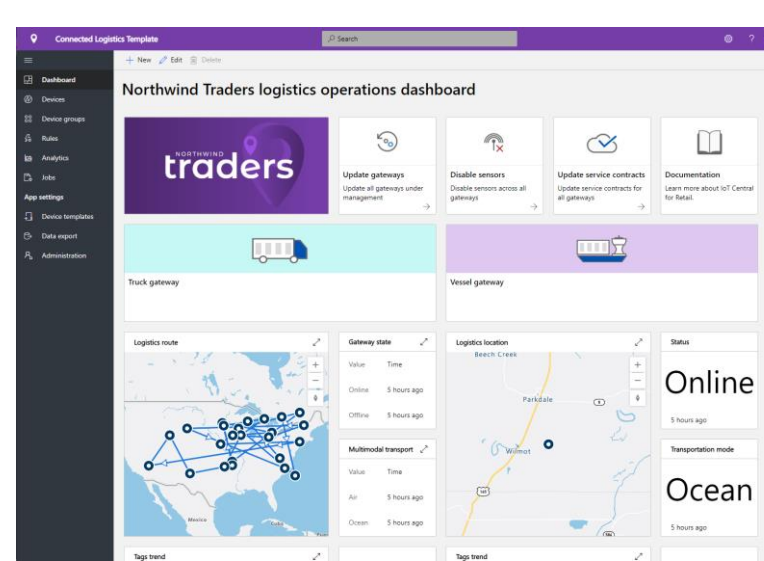 Connected Logistics Template
Search
?
New Edit Delete
Dashboard
Devices
Device groups
Rules
Analytics
Jobs
App settings
Device templates
Data export
Administration
Northwind Traders logistics operations dashboard
NORTHWIND
traders
Update gateways
Update all gateways under
management
Disable sensors
Disable sensors across all
gateways
Update service contracts
Update service contracts for
all gateways
Documentation
Learn more about IoT Central
for Retail.
Truck gateway
Vessel gateway
Logistics route
Mexico
Cuba
Gateway state
Value Time
Online 5 hours ago
Offline 5 hours ago
Multimodal transport
Value Time
Air 5 hours ago
Ocean 5 hours ago
Logistics location
Beech Creek
Parkdale
Wilmot
Status
Online
5 hours ago
Transportation mode
Ocean
5 hours ago
Tags trend
Tags trend